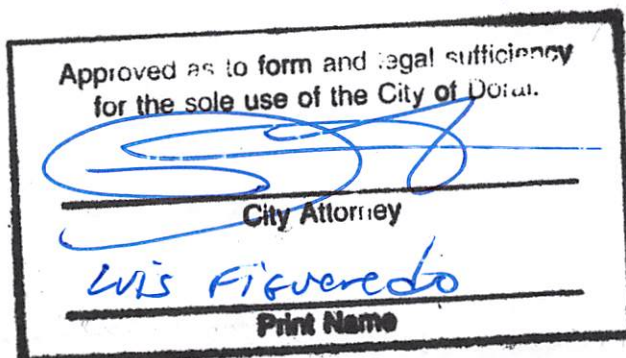 Approved as to form and legal sufficiency
for the sole use of the City of Doral.
City Attorney
Luis Figueredo
Print Name